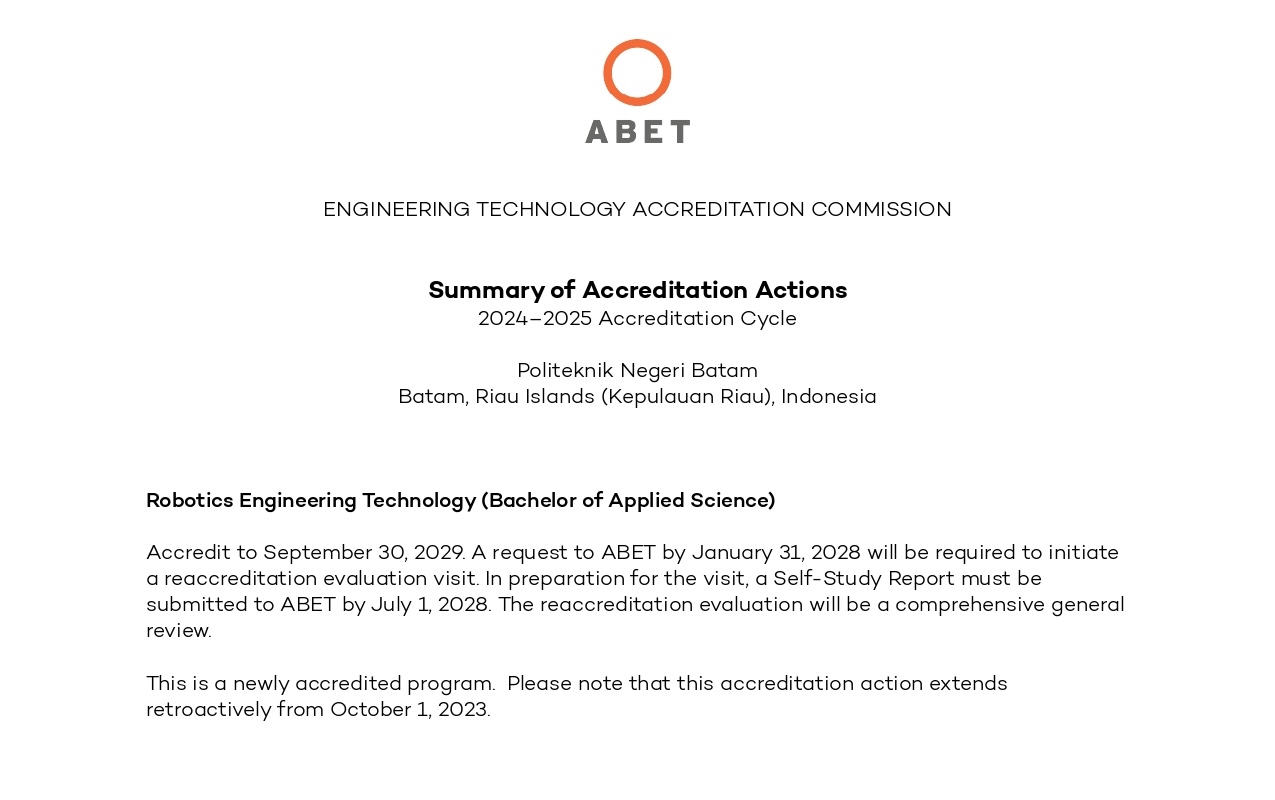 ABET
ENGINEERING TECHNOLOGY ACCREDITATION COMMISSION
Summary of Accreditation Actions
2024–2025 Accreditation Cycle
Politeknik Negeri Batam
Batam, Riau Islands (Kepulauan Riau), Indonesia
Robotics Engineering Technology (Bachelor of Applied Science)
Accredit to September 30, 2029. A request to ABET by January 31, 2028 will be required to initiate
a reaccreditation evaluation visit. In preparation for the visit, a Self-Study Report must be
submitted to ABET by July 1, 2028. The reaccreditation evaluation will be a comprehensive general
review.
This is a newly accredited program.  Please note that this accreditation action extends
retroactively from October 1, 2023.